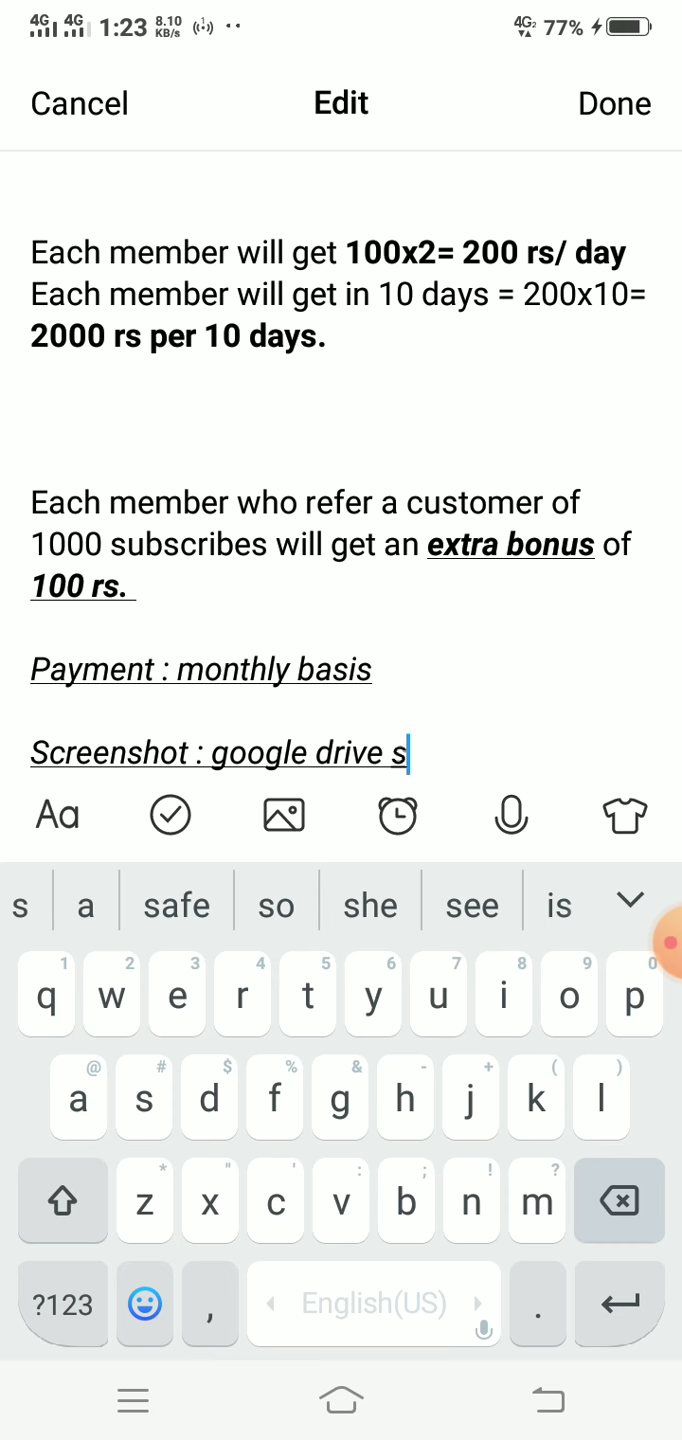 4G 4G 1:23 8.10 KB/s 4G2 77%
Cancel Edit Done
Each member will get 100x2= 200 rs/ day
Each member will get in 10 days = 200x10=
2000 rs per 10 days.
Each member who refer a customer of
1000 subscribes will get an extra bonus of
100 rs.
Payment : monthly basis
Screenshot : google drive s
Aa
s a safe so she see is
1 2 3 4 5 6 7 8 9 0
q w e r t y u i o p
@ # $ % & - + ( )
a s d f g h j k l
* " ' : ; ! ?
z x c v b n m
?123 , English(US) .